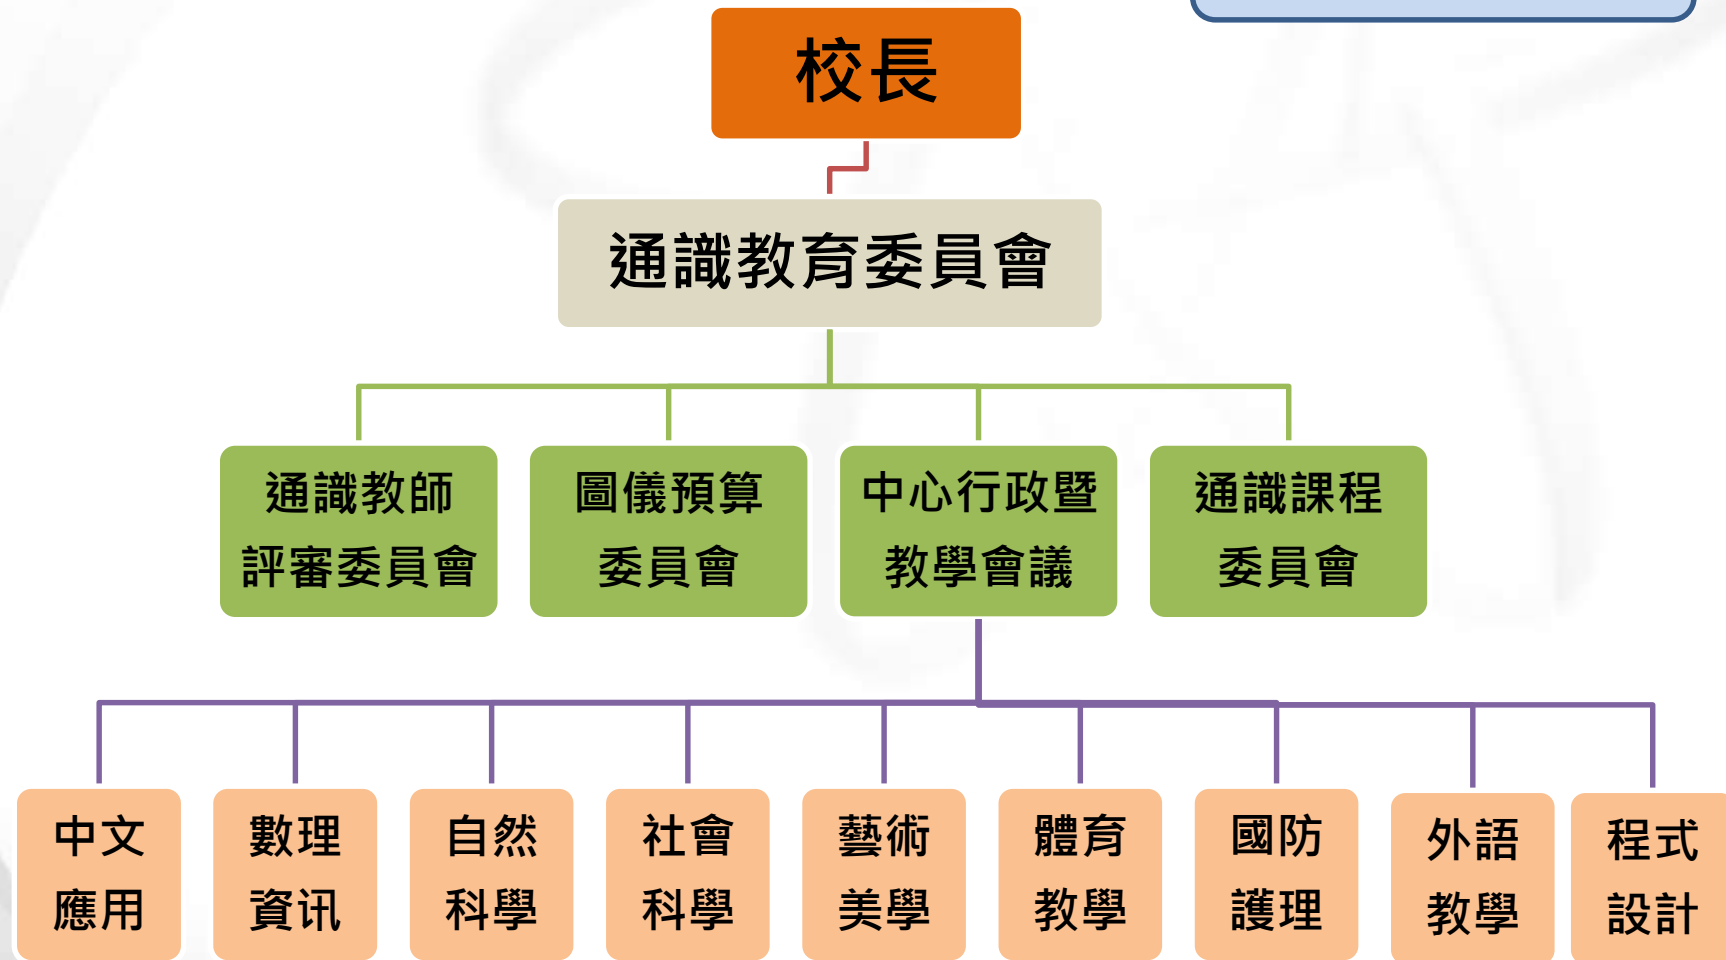 校長
通識教育委員會
通識教師
評審委員會
圖儀預算
委員會
中心行政暨
教學會議
通識課程
委員會
中文
應用
數理
資讯
自然
科學
社會
科學
藝術
美學
體育
教學
國防
護理
外語
教學
程式
設計